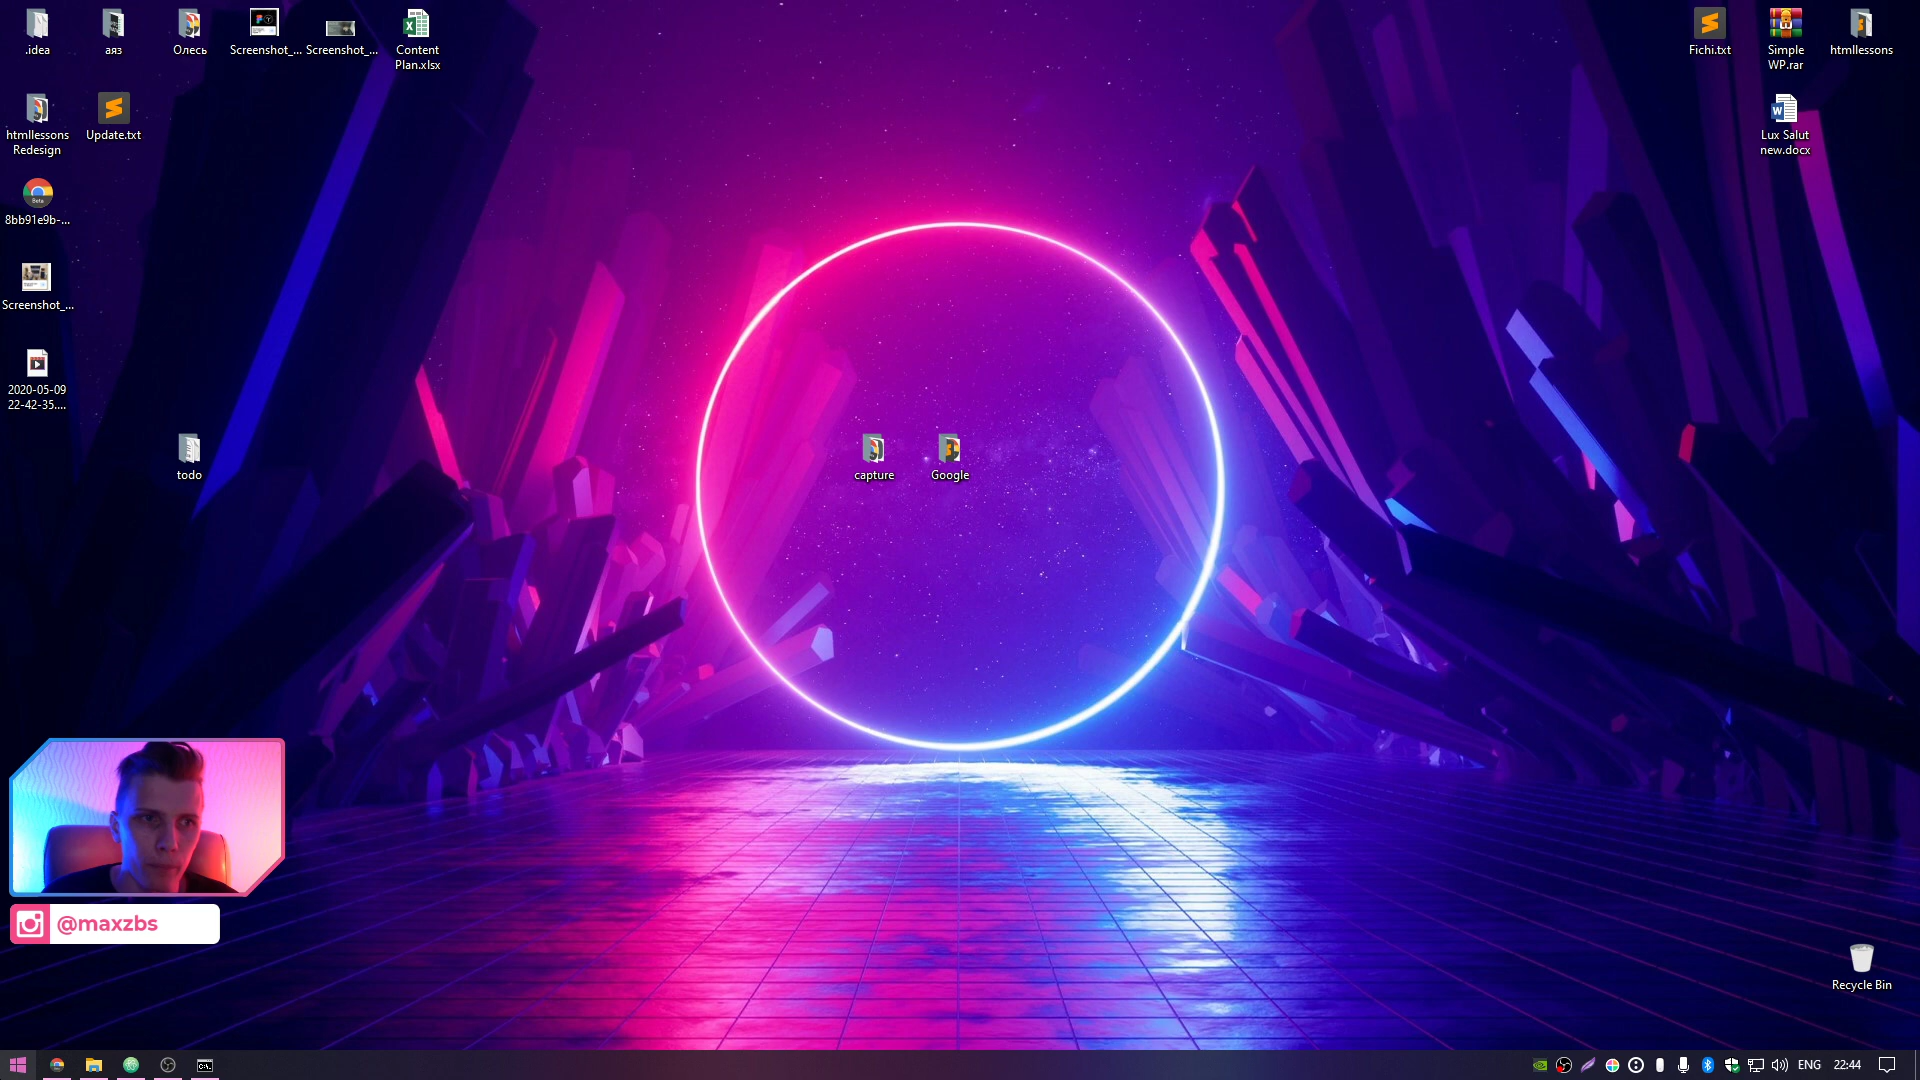 .idea
аяз
Олесь
Screenshot_...
Screenshot_...
Content
Plan.xlsx
Fichi.txt
Simple
WP.rar
htmllessons
htmllessons
Redesign
Update.txt
Lux Salut
new.docx
Beta
8bb91e9b-...
Screenshot_...
2020-05-09
22-42-35....
todo
capture
Google
@maxzbs
Recycle Bin
ENG
22:44